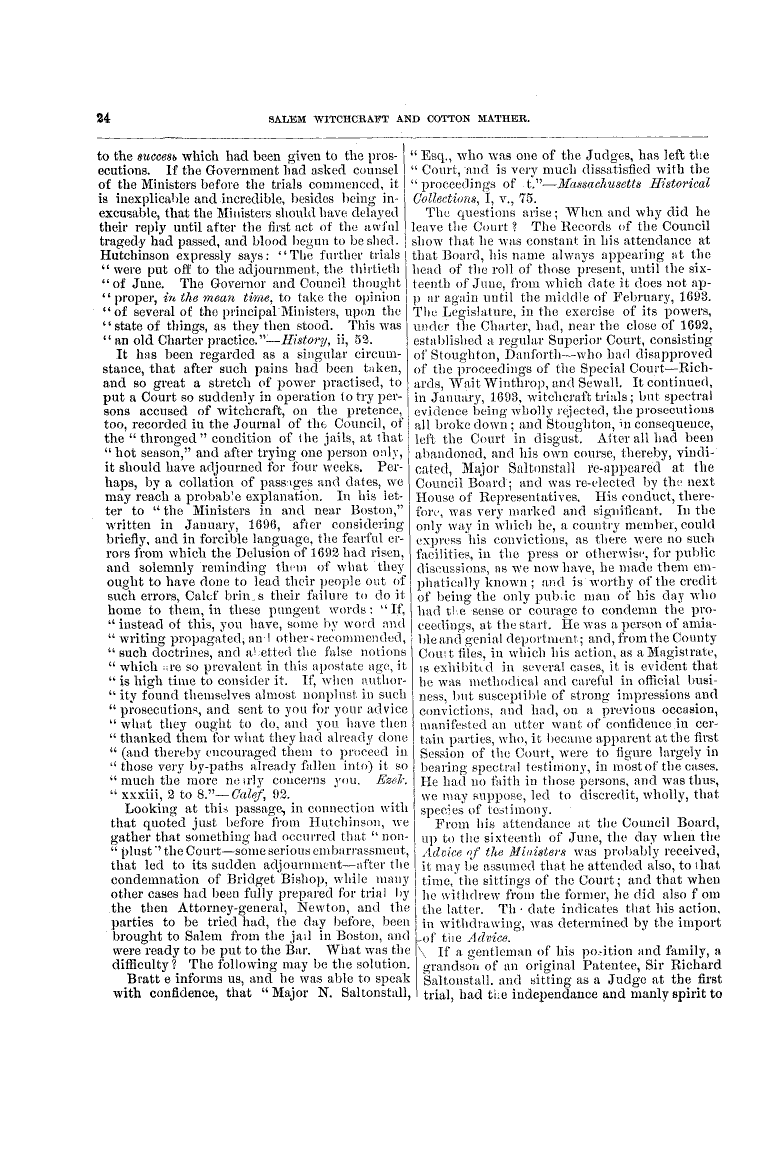 24
SALEM WITCHCRAFT AND COTTON MATHER.
to the success which had been given to the pros-
ecutions. If the Government had asked counsel
of the Ministers before the trials commenced, it
is inexplicable and incredible, besides being in-
excusable, that the Ministers should have delayed
their reply until after the first act of the awful
tragedy had passed, and blood begun to be shed.
Hutchinson expressly says: "The further trials
" were put off to the adjournment, the thirtieth
" of June. The Governor and Council thought
" proper, in the mean time, to take the opinion
" of several of the principal Ministers, upon the
" state of things, as they then stood. This was
" an old Charter practice."—History, ii, 52.
It has been regarded as a singular circum-
stance, that after such pains had been taken,
and so great a stretch of power practised, to
put a Court so suddenly in operation to try per-
sons accused of witchcraft, on the pretence,
too, recorded in the Journal of the Council, of
the " thronged " condition of the jails, at that
" hot season," and after trying one person only,
it should have adjourned for four weeks. Per-
haps, by a collation of passages and dates, we
may reach a probable explanation. In his let-
ter to " the Ministers in and near Boston,"
written in January, 1696, after considering
briefly, and in forcible language, the fearful er-
rors from which the Delusion of 1692 had risen,
and solemnly reminding them of what they
ought to have done to lead their people out of
such errors, Calef brin s their failure to do it
home to them, in these pungent words: " If,
" instead of this, you have, some by word and
" writing propagated, and others recommended,
" such doctrines, and abetted the false notions
" which are so prevalent in this apostate age, it
" is high time to consider it. If, when author-
" ity found themselves almost nonplust in such
" prosecutions, and sent to you for your advice
" what they ought to do, and you have then
" thanked them for what they had already done
" (and thereby encouraged them to proceed in
" those very by-paths already fallen into) it so
" much the more nearly concerns you. Ezek.
" xxxiii, 2 to 8."—Calef, 92.
Looking at this passage, in connection with
that quoted just before from Hutchinson, we
gather that something had occurred that " non-
" plust " the Court—some serious embarrassment,
that led to its sudden adjournment—after the
condemnation of Bridget Bishop, while many
other cases had been fully prepared for trial by
the then Attorney-general, Newton, and the
parties to be tried had, the day before, been
brought to Salem from the jail in Boston, and
were ready to be put to the Bar. What was the
difficulty? The following may be the solution.
Bratt e informs us, and he was able to speak
with confidence, that " Major N. Saltonstall,
" Esq., who was one of the Judges, has left the
" Court, and is very much dissatisfied with the
" proceedings of t."—Massachusetts Historical
Collections, I, v., 75.
The questions arise; When and why did he
leave the Court? The Records of the Council
show that he was constant in his attendance at
that Board, his name always appearing at the
head of the roll of those present, until the six-
teenth of June, from which date it does not ap-
p ar again until the middle of February, 1693.
The Legislature, in the exercise of its powers,
under the Charter, had, near the close of 1692,
established a regular Superior Court, consisting
of Stoughton, Danforth—who had disapproved
of the proceedings of the Special Court—Rich-
ards, Wait Winthrop, and Sewall. It continued,
in January, 1693, witchcraft trials; but spectral
evidence being wholly rejected, the prosecutions
all broke down; and Stoughton, in consequence,
left the Court in disgust. After all had been
abandoned, and his own course, thereby, vindi-
cated, Major Saltonstall re-appeared at the
Council Board; and was re-elected by the next
House of Representatives. His conduct, there-
fore, was very marked and significant. In the
only way in which he, a country member, could
express his convictions, as there were no such
facilities, in the press or otherwise, for public
discussions, as we now have, he made them em-
phatically known; and is worthy of the credit
of being the only public man of his day who
had the sense or courage to condemn the pro-
ceedings, at the start. He was a person of amia-
ble and genial deportment; and, from the County
Court files, in which his action, as a Magistrate,
is exhibited in several cases, it is evident that
he was methodical and careful in official busi-
ness, but susceptible of strong impressions and
convictions, and had, on a previous occasion,
manifested an utter want of confidence in cer-
tain parties, who, it became apparent at the first
Session of the Court, were to figure largely in
bearing spectral testimony, in most of the cases.
He had no faith in those persons, and was thus,
we may suppose, led to discredit, wholly, that
species of testimony.
From his attendance at the Council Board,
up to the sixteenth of June, the day when the
Advice of the Ministers was probably received,
it may be assumed that he attended also, to that
time, the sittings of the Court; and that when
he withdrew from the former, he did also f om
the latter. Th date indicates that his action,
in withdrawing, was determined by the import
of the Advice.
If a gentleman of his position and family, a
grandson of an original Patentee, Sir Richard
Saltonstall, and sitting as a Judge at the first
trial, had the independance and manly spirit to